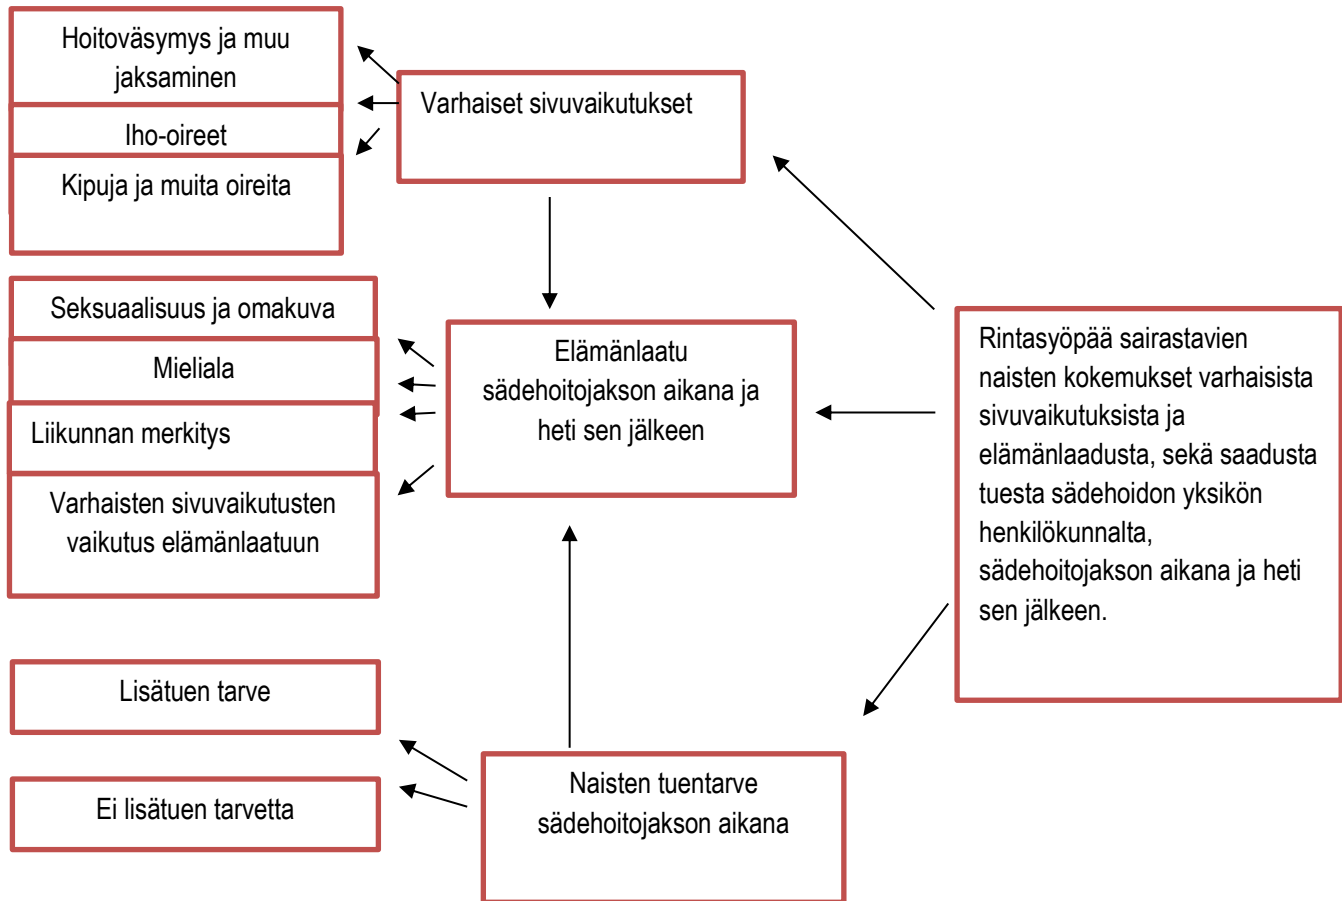 Hoitoväsymys ja muu
jaksaminen
Iho-oireet
Kipuja ja muita oireita
Varhaiset sivuvaikutukset
Seksuaalisuus ja omakuva
Mieliala
Liikunnan merkitys
Varhaisten sivuvaikutusten
vaikutus elämänlaatuun
Elämänlaatu
sädehoitojakson aikana ja
heti sen jälkeen
Rintasyöpää sairastavien
naisten kokemukset varhaisista
sivuvaikutuksista ja
elämänlaadusta, sekä saadusta
tuesta sädehoidon yksikön
henkilökunnalta,
sädehoitojakson aikana ja heti
sen jälkeen.
Lisätuen tarve
Ei lisätuen tarvetta
Naisten tuentarve
sädehoitojakson aikana